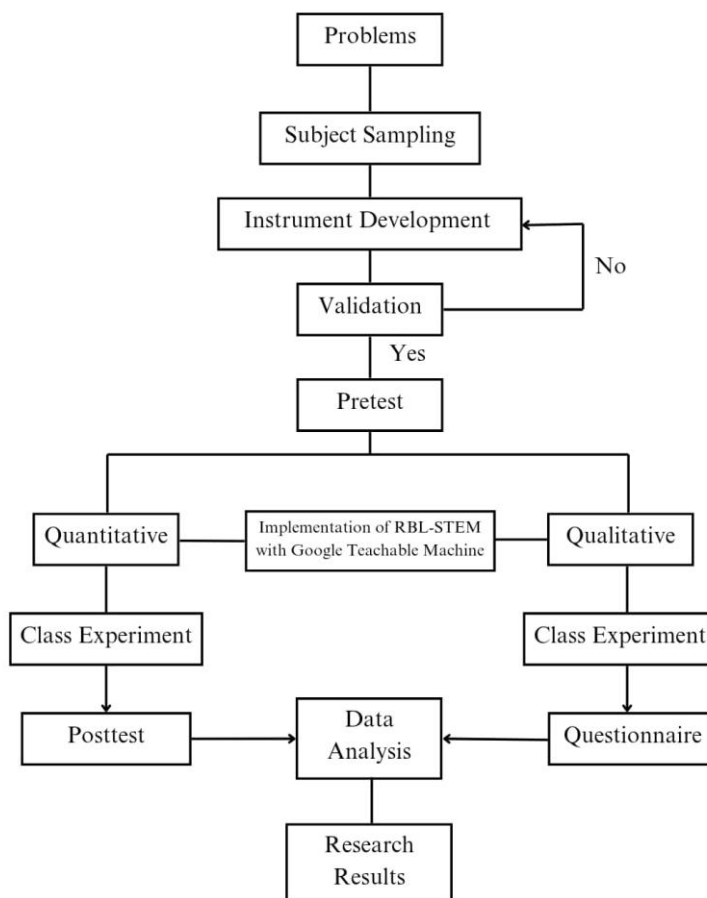 Problems
Subject Sampling
Instrument Development
No
Validation
Yes
Pretest
Quantitative
Implementation of RBL-STEM
with Google Teachable Machine
Qualitative
Class Experiment
Class Experiment
Posttest
Data
Analysis
Questionnaire
Research
Results